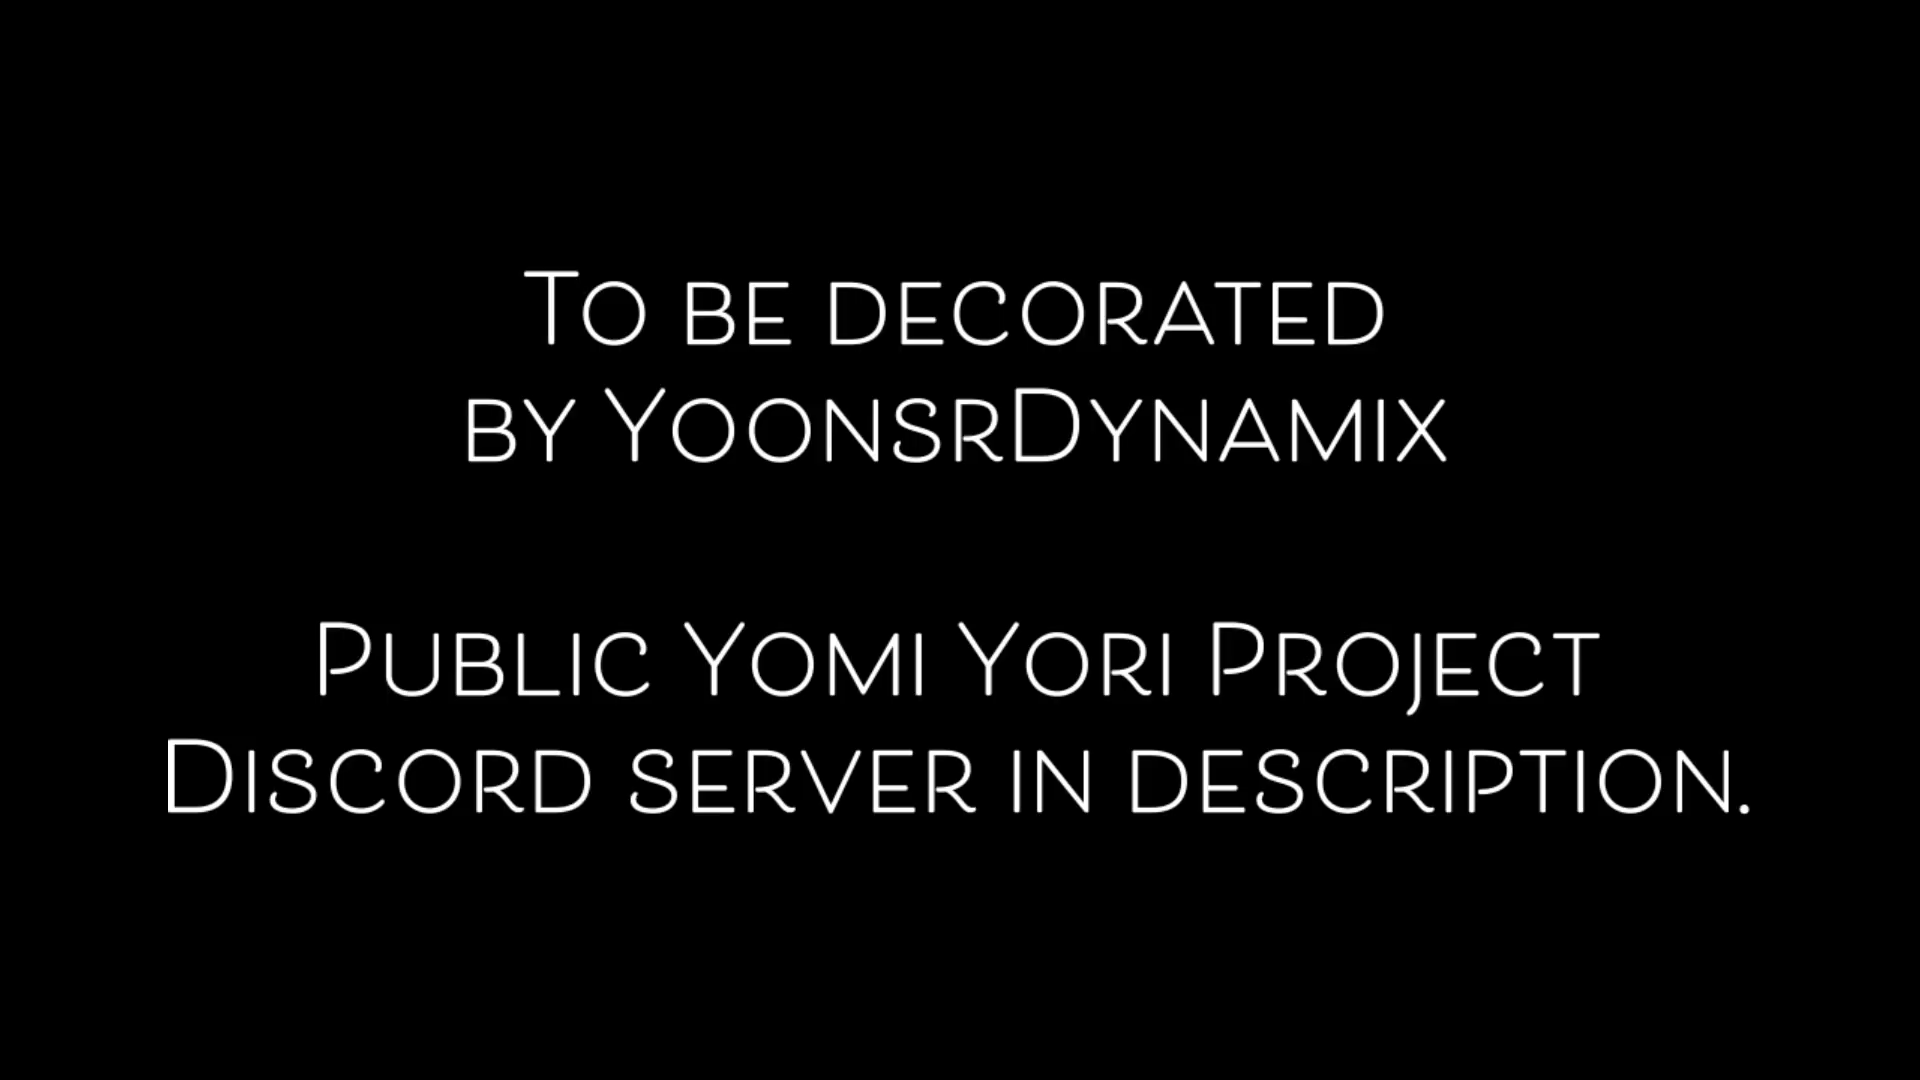 To be decorated
by YoonsrDynamix
Public Yomi Yori Project
Discord server in description.